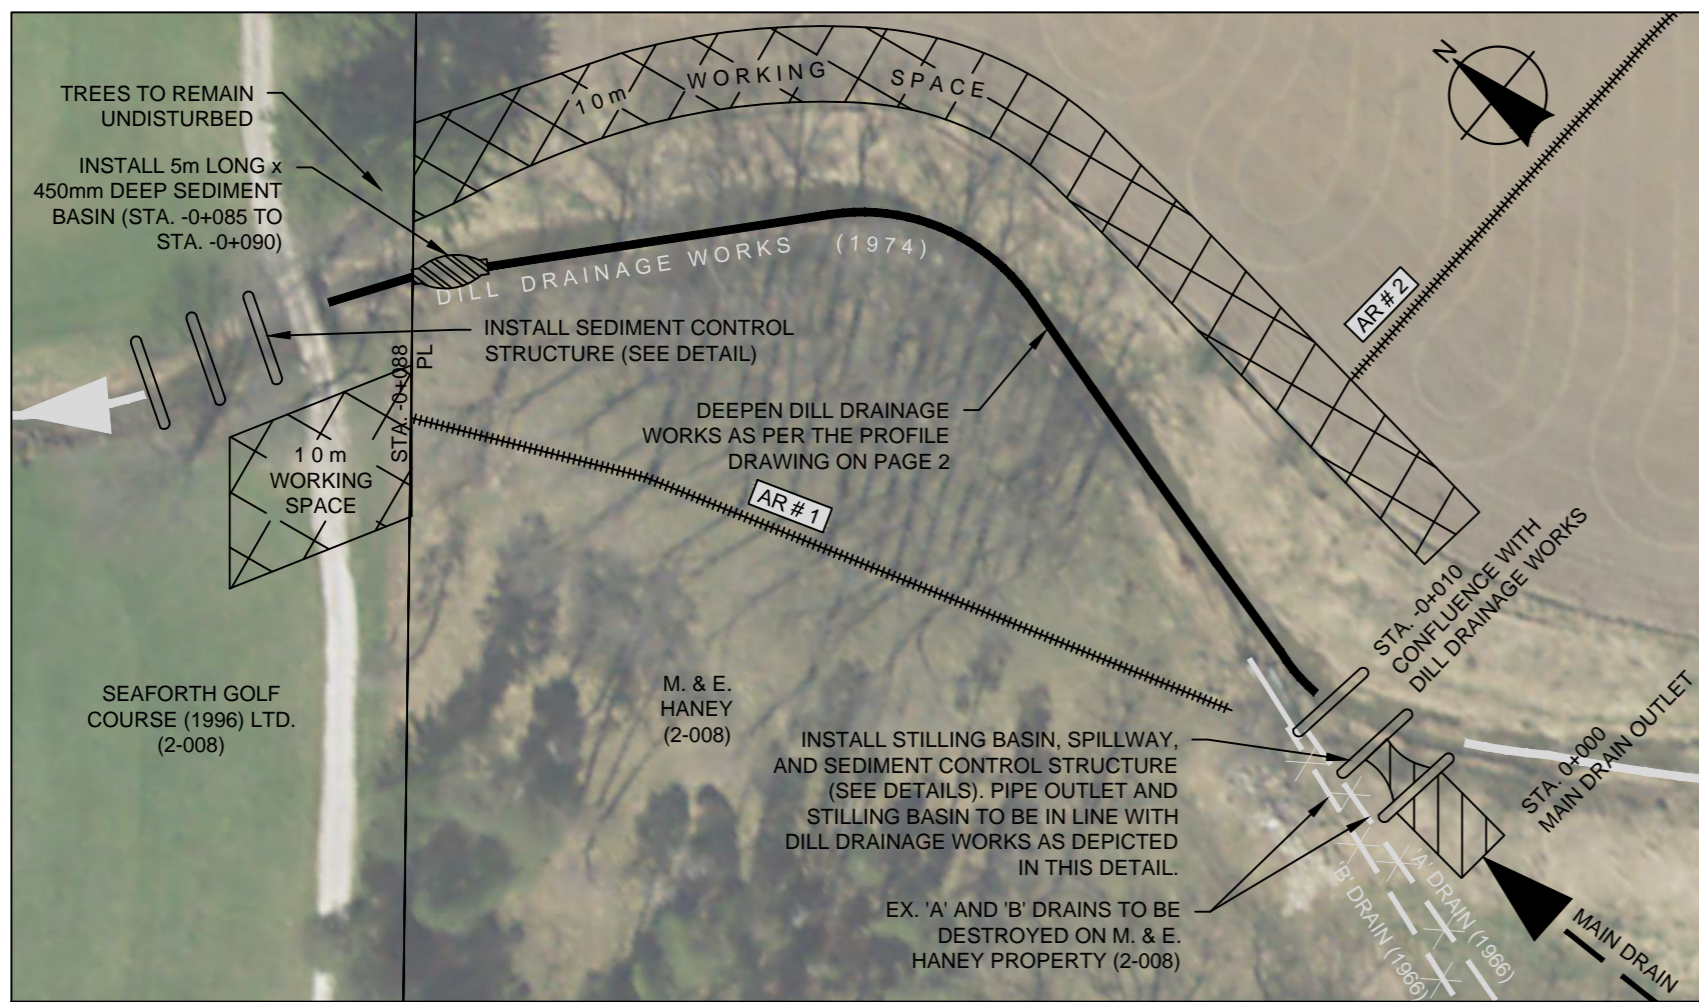 TREES TO REMAIN
UNDISTURBED
INSTALL 5m LONG x
450mm DEEP SEDIMENT
BASIN (STA. -0+085 TO
STA. -0+090)
10m WORKING SPACE
N
DILL DRAINAGE WORKS (1974)
AR # 2
INSTALL SEDIMENT CONTROL
STRUCTURE (SEE DETAIL)
STA. -0+088
PL
10m
WORKING
SPACE
DEEPEN DILL DRAINAGE
WORKS AS PER THE PROFILE
DRAWING ON PAGE 2
AR # 1
STA. -0+010
CONFLUENCE WITH
DILL DRAINAGE WORKS
SEAFORTH GOLF
COURSE (1996) LTD.
(2-008)
M. & E.
HANEY
(2-008)
INSTALL STILLING BASIN, SPILLWAY,
AND SEDIMENT CONTROL STRUCTURE
(SEE DETAILS). PIPE OUTLET AND
STILLING BASIN TO BE IN LINE WITH
DILL DRAINAGE WORKS AS DEPICTED
IN THIS DETAIL.
STA. 0+000
MAIN DRAIN OUTLET
EX. 'A' AND 'B' DRAINS TO BE
DESTROYED ON M. & E.
HANEY PROPERTY (2-008)
'B' DRAIN (1966)
'A' DRAIN (1966)
MAIN DRAIN